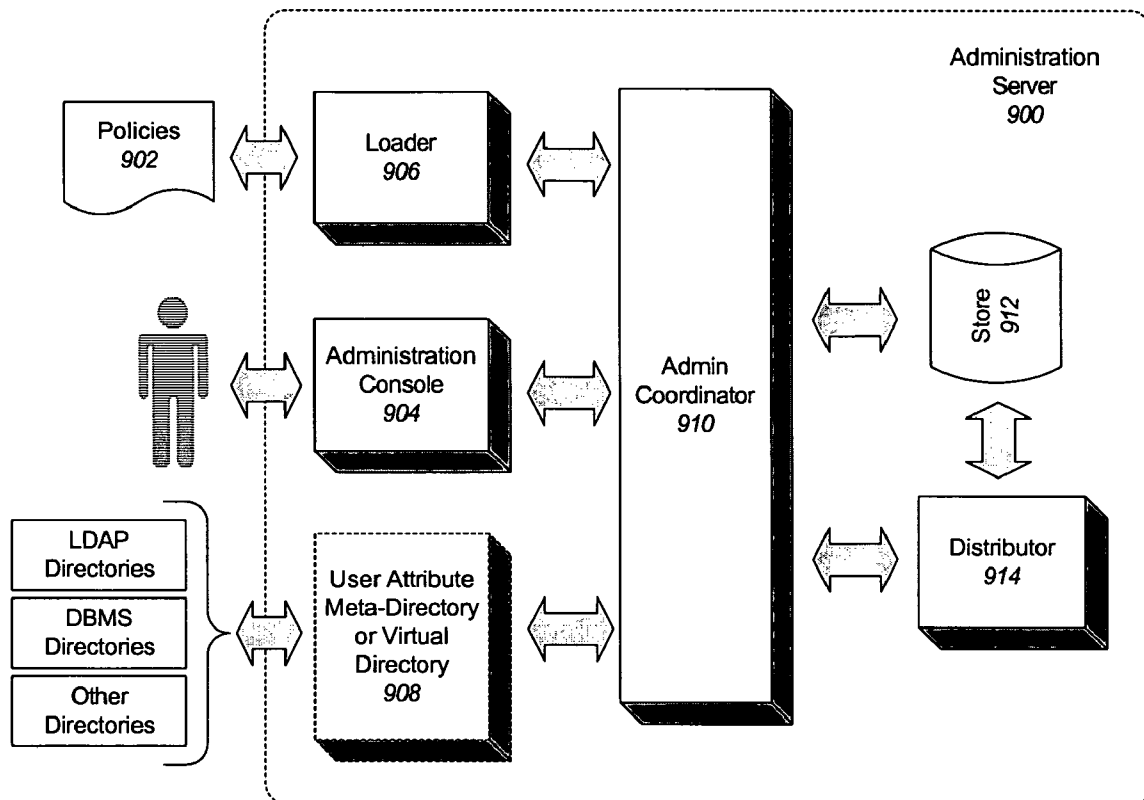 Administration
Server
900
Policies
902
Loader
906
Administration
Console
904
Admin
Coordinator
910
Store
912
LDAP
Directories
DBMS
Directories
Other
Directories
User Attribute
Meta-Directory
or Virtual
Directory
908
Distributor
914